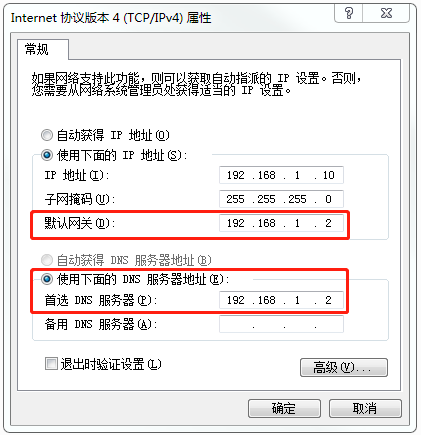 Internet 协议版本 4 (TCP/IPv4) 属性
常规
如果网络支持此功能，则可以获取自动指派的 IP 设置。否则，
您需要从网络系统管理员处获得适当的 IP 设置。
自动获得 IP 地址(O)
使用下面的 IP 地址(S):
IP 地址(I): 192 .168 . 1 . 10
子网掩码(U): 255 .255 .255 . 0
默认网关(D): 192 .168 . 1 . 2
自动获得 DNS 服务器地址(B)
使用下面的 DNS 服务器地址(E):
首选 DNS 服务器(P): 192 .168 . 1 . 2
备用 DNS 服务器(A): . . .
退出时验证设置(L)
高级(V)...
确定 取消